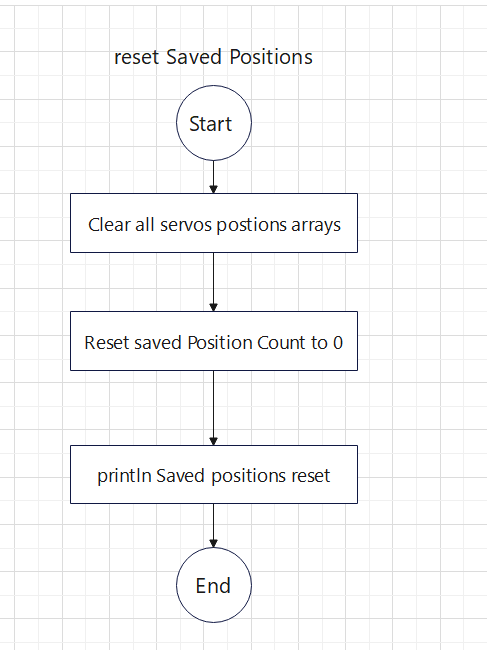 reset Saved Positions
Start
Clear all servos postions arrays
Reset saved Position Count to 0
println Saved positions reset
End